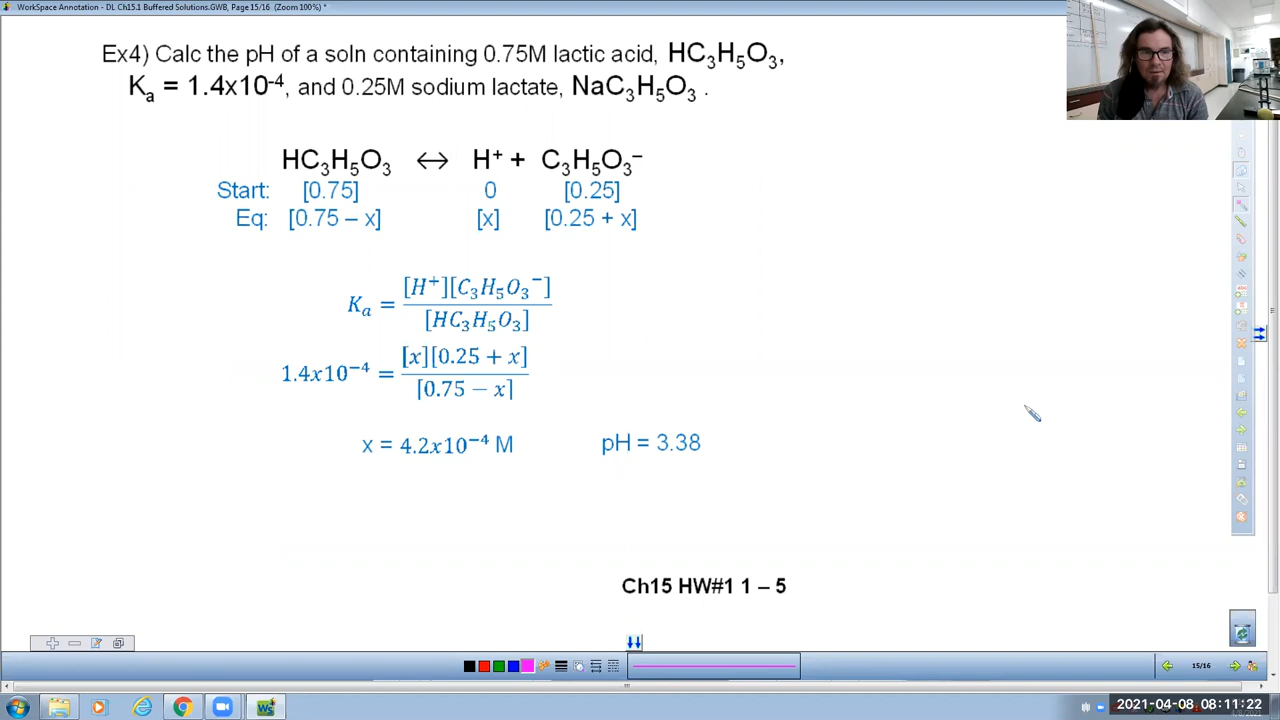 WorkSpace Annotation - DL Ch15.1 Buffered Solutions.GWB, Page 15/16 (Zoom 100%) *
Ex4) Calc the pH of a soln containing 0.75M lactic acid, HC₃H₅O₃,
Kₐ = 1.4x10⁻⁴, and 0.25M sodium lactate, NaC₃H₅O₃ .
HC₃H₅O₃ ↔ H⁺ + C₃H₅O₃⁻
Start: [0.75] 0 [0.25]
Eq: [0.75 – x] [x] [0.25 + x]
Kₐ = [H⁺][C₃H₅O₃⁻] / [HC₃H₅O₃]
1.4x10⁻⁴ = [x][0.25 + x] / [0.75 − x]
x = 4.2x10⁻⁴ M pH = 3.38
Ch15 HW#1 1 – 5
15/16
2021-04-08 08:11:22